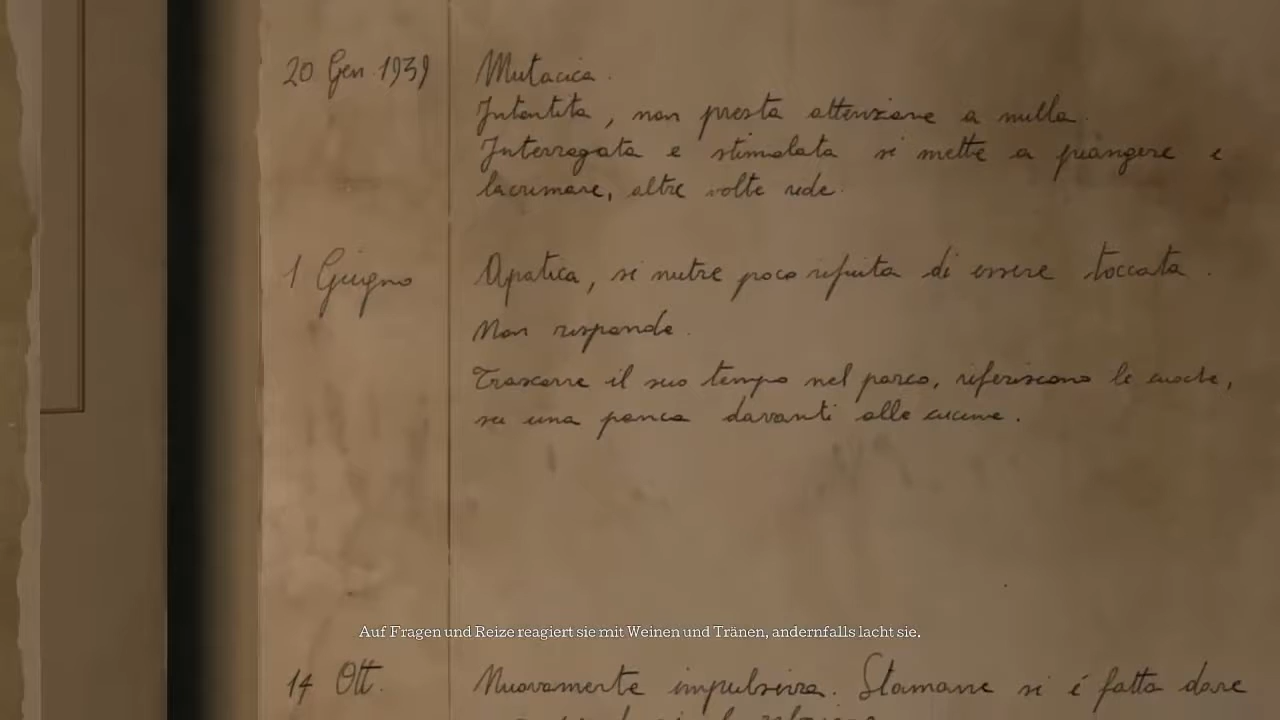 20 Gen. 1939 Mutacica.
Intentita, non presta attenzione a nulla.
Interrogata e stimolata si mette a piangere e
lacrimare, altre volte ride.
1 Giugno Apatica, si nutre poco rifiuta di essere toccata.
Non risponde.
Trascorre il suo tempo nel parco, riferiscono le cuoche,
su una panca davanti alle cucine.
Auf Fragen und Reize reagiert sie mit Weinen und Tränen, andernfalls lacht sie.
14 Ott. Nuovamente impulsiva. Stamane si é fatta dare